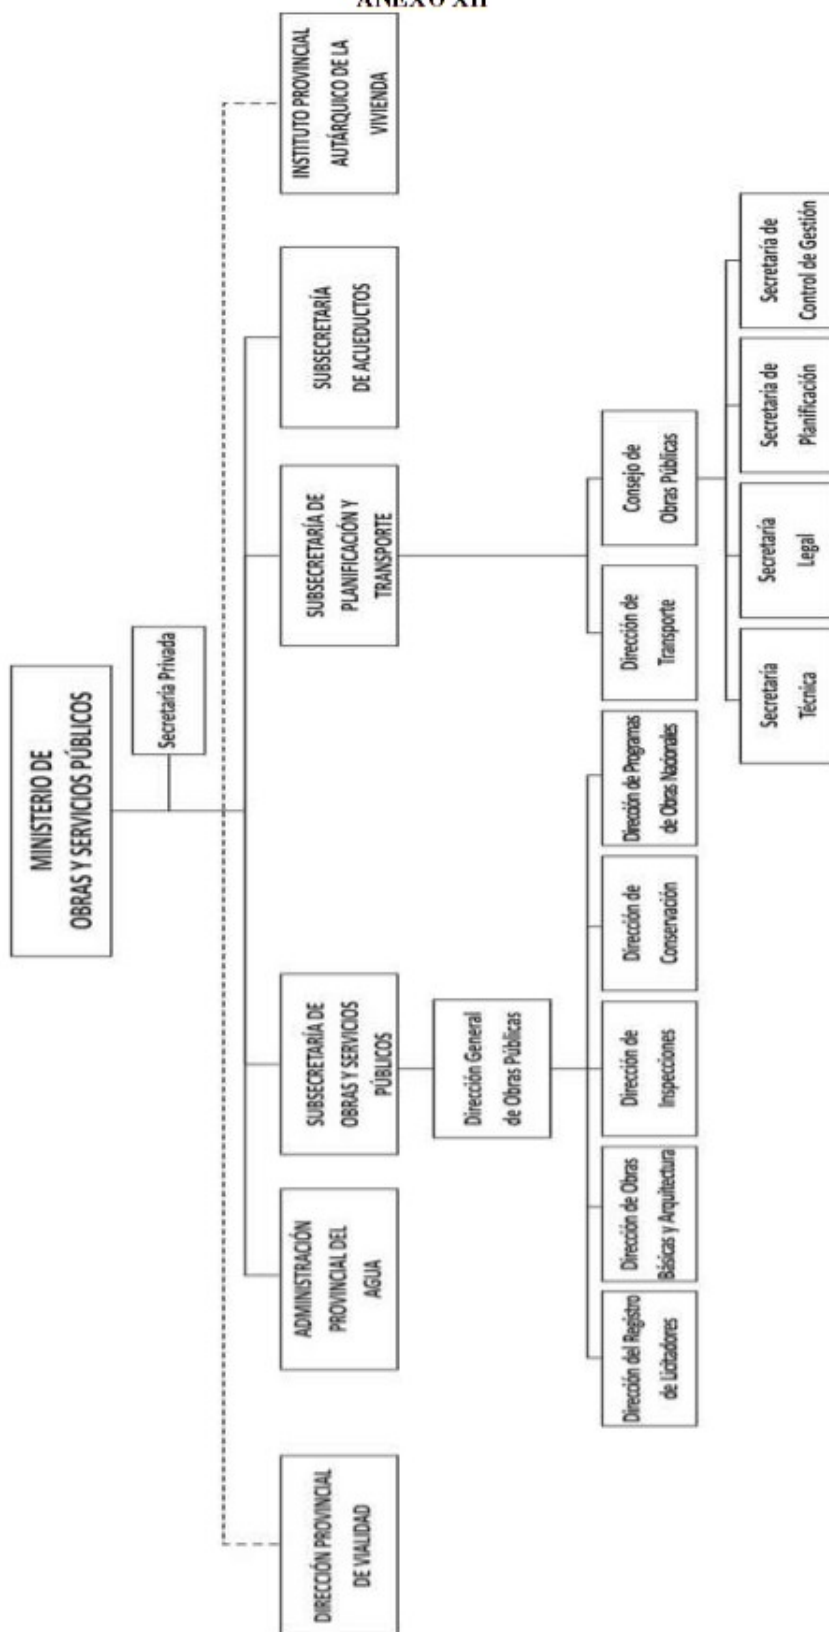 ANEXO XII
MINISTERIO DE
OBRAS Y SERVICIOS PÚBLICOS
Secretaría Privada
DIRECCIÓN PROVINCIAL
DE VIALIDAD
ADMINISTRACIÓN
PROVINCIAL DEL
AGUA
SUBSECRETARÍA DE
OBRAS Y SERVICIOS
PÚBLICOS
SUBSECRETARÍA DE
PLANIFICACIÓN Y
TRANSPORTE
SUBSECRETARÍA
DE ACUEDUCTOS
INSTITUTO PROVINCIAL
AUTÁRQUICO DE LA
VIVIENDA
Dirección General
de Obras Públicas
Dirección del Registro
de Licitadores
Dirección de Obras
Básicas y Arquitectura
Dirección de
Inspecciones
Dirección de
Conservación
Dirección de Programas
de Obras Nacionales
Dirección de
Transporte
Consejo de
Obras Públicas
Secretaría
Técnica
Secretaría
Legal
Secretaría de
Planificación
Secretaría de
Control de Gestión